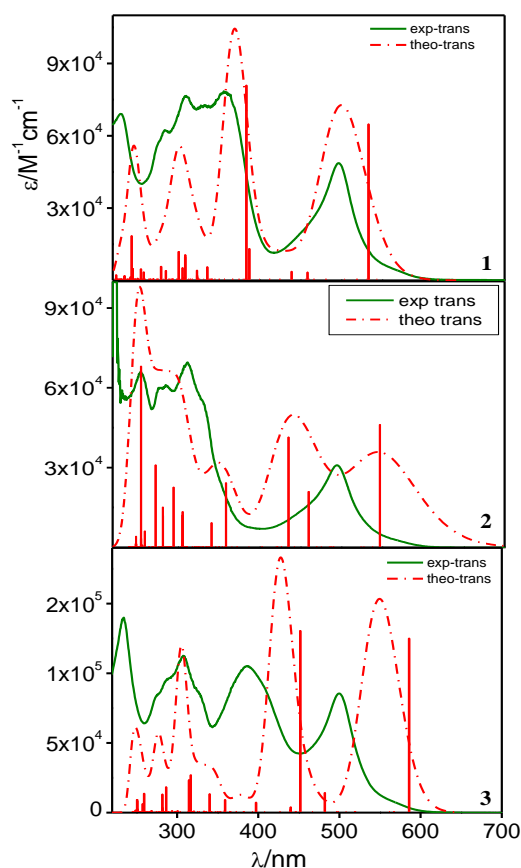 exp-trans
theo-trans
9x10⁴
6x10⁴
3x10⁴
1
exp trans
theo trans
9x10⁴
6x10⁴
3x10⁴
2
exp-trans
theo-trans
2x10⁵
1x10⁵
5x10⁴
0
3
300 400 500 600 700
ε/M⁻¹cm⁻¹
λ/nm